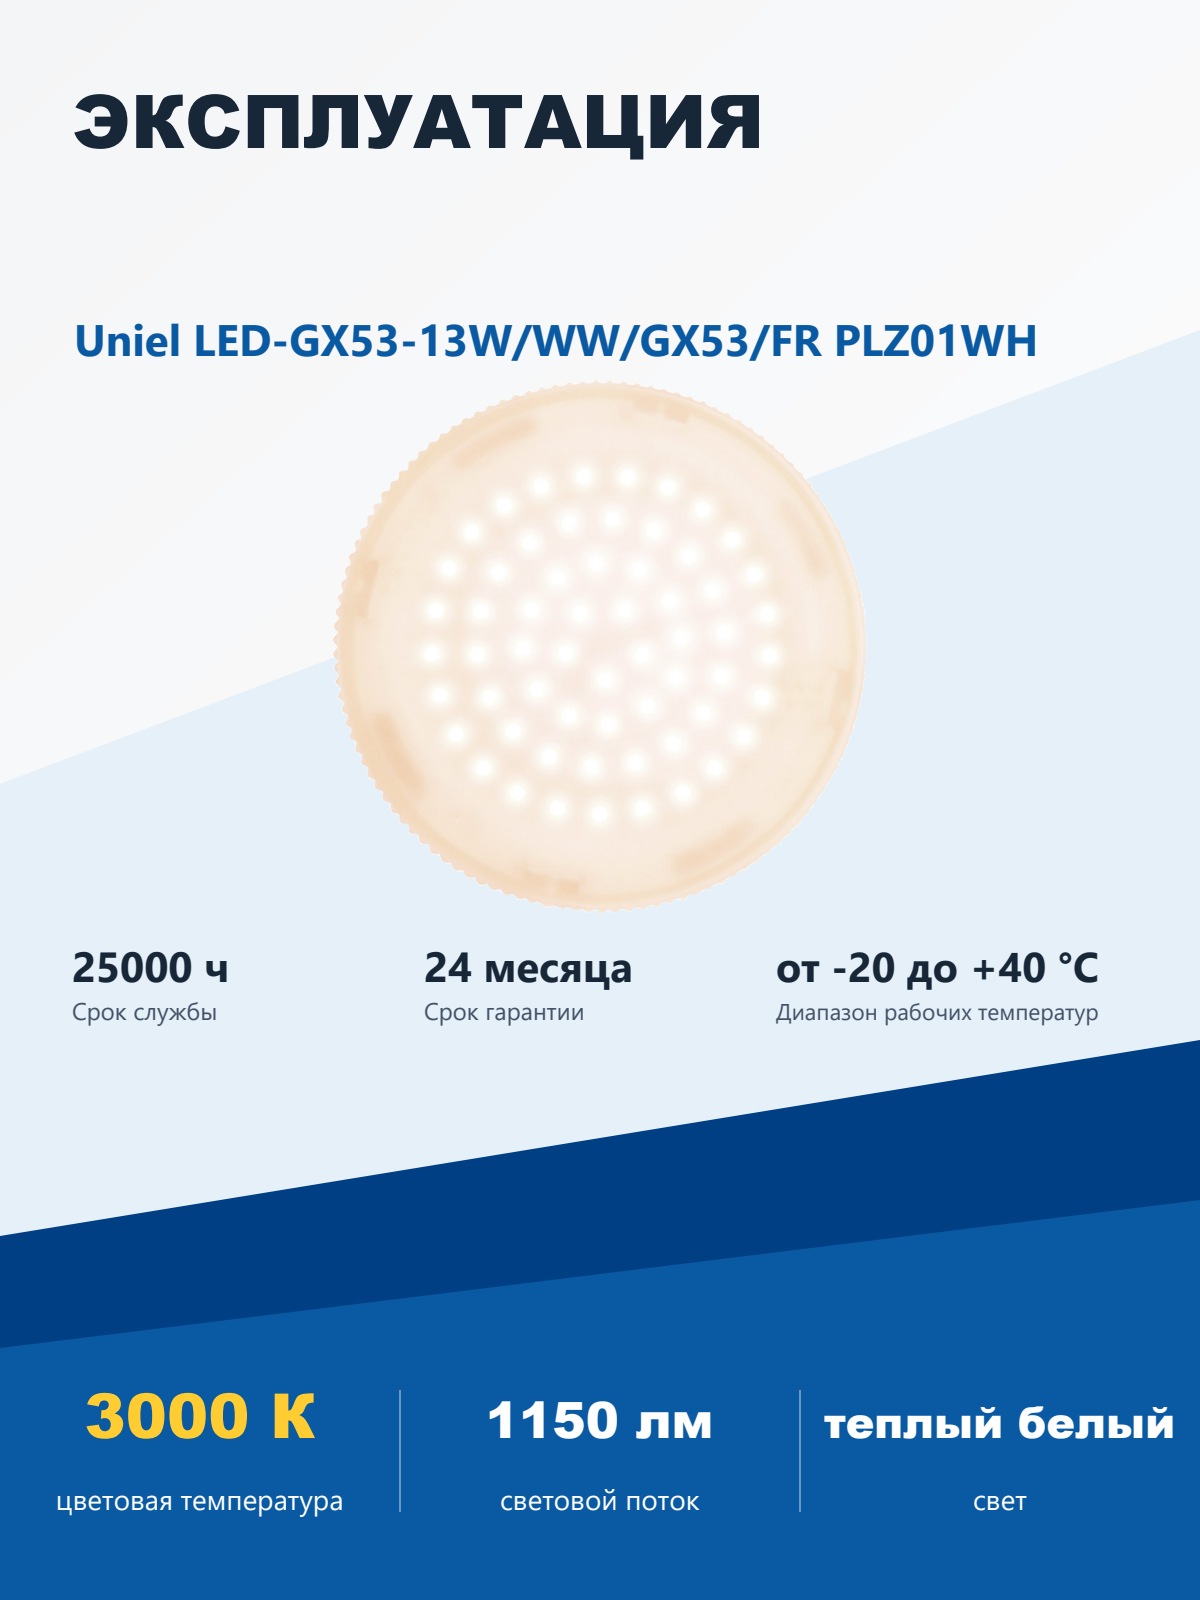 ЭКСПЛУАТАЦИЯ
Uniel LED-GX53-13W/WW/GX53/FR PLZ01WH
25000 ч
Срок службы
24 месяца
Срок гарантии
от -20 до +40 °C
Диапазон рабочих температур
3000 К
цветовая температура
1150 лм
световой поток
теплый белый
свет